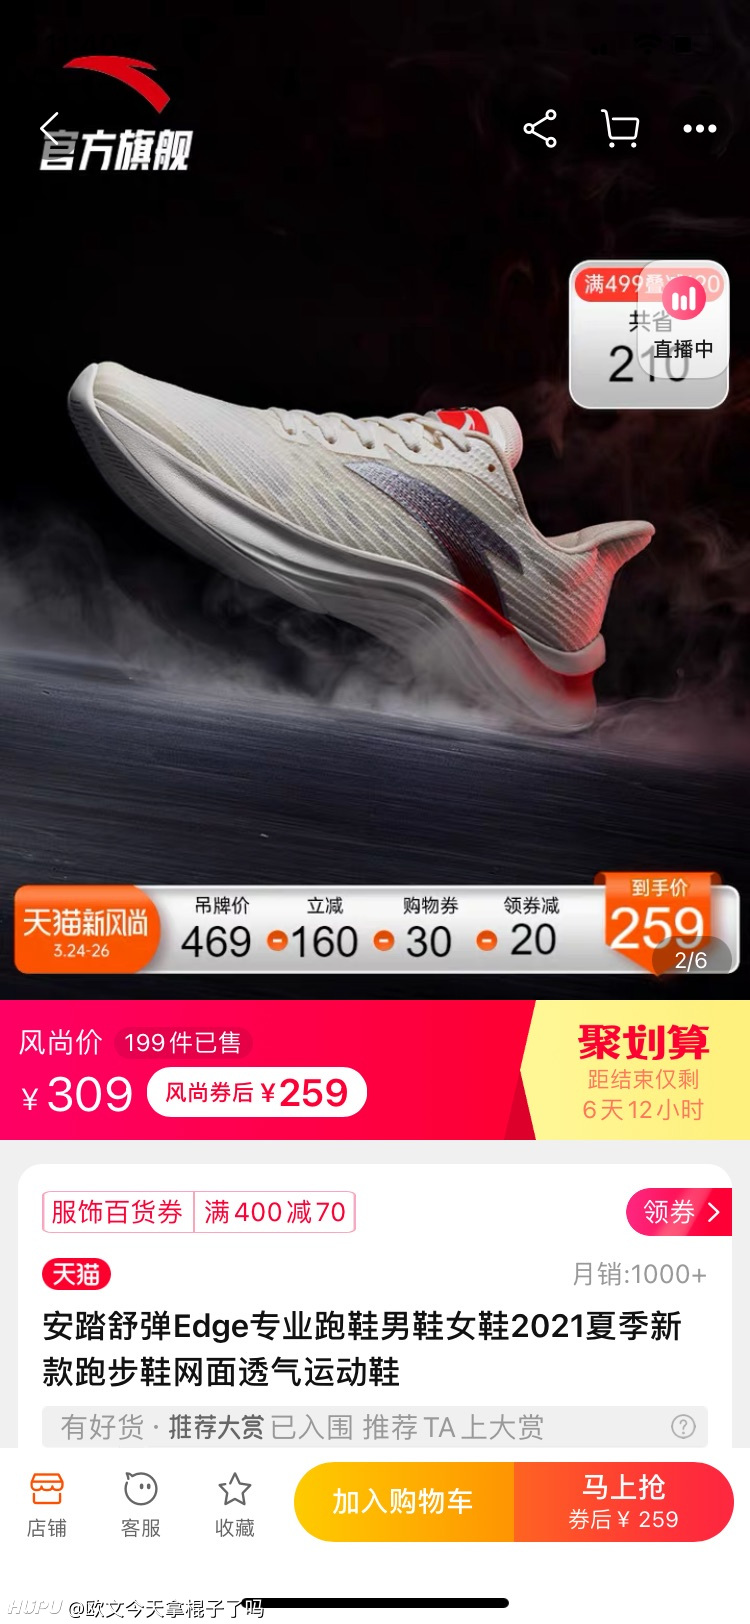 官方旗舰
满499叠减90
共省
210
直播中
天猫新风尚
3.24-26
吊牌价 立减 购物券 领券减 到手价
469 160 30 20 259
2/6
风尚价 199件已售
¥309 风尚券后¥259
聚划算
距结束仅剩
6天12小时
服饰百货券 满400减70 领券
天猫 月销:1000+
安踏舒弹Edge专业跑鞋男鞋女鞋2021夏季新
款跑步鞋网面透气运动鞋
有好货 · 推荐大赏 已入围 推荐TA上大赏 ?
店铺 客服 收藏
加入购物车
马上抢
券后¥ 259
HUPU @欧文今天拿棍子了吗